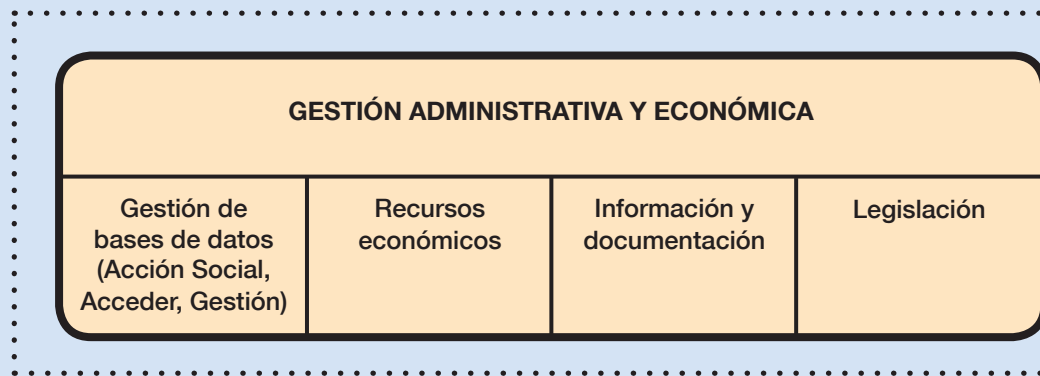 GESTIÓN ADMINISTRATIVA Y ECONÓMICA
Gestión de
bases de datos
(Acción Social,
Acceder, Gestión)
Recursos
económicos
Información y
documentación
Legislación